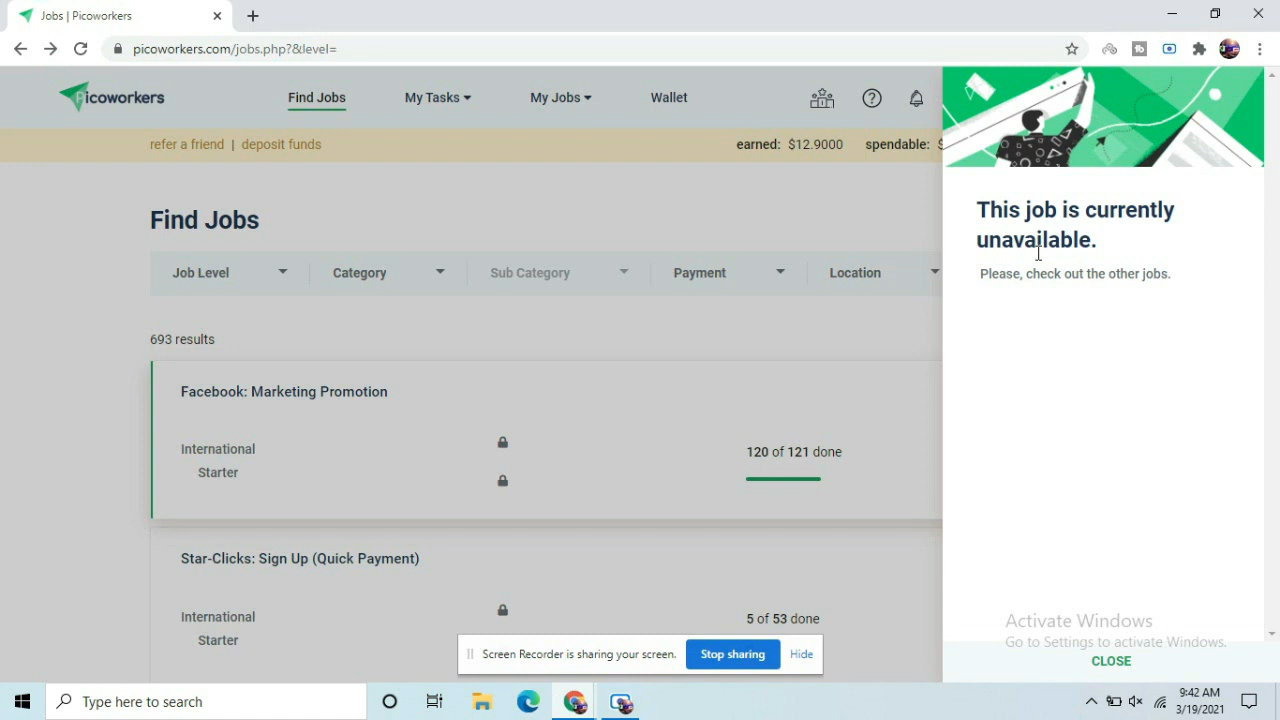 Jobs | Picoworkers
picoworkers.com/jobs.php?&level=
Picoworkers
Find Jobs
My Tasks
My Jobs
Wallet
refer a friend | deposit funds
earned: $12.9000
spendable: $
Find Jobs
Job Level
Category
Sub Category
Payment
Location
693 results
Facebook: Marketing Promotion
International
Starter
120 of 121 done
Star-Clicks: Sign Up (Quick Payment)
International
Starter
5 of 53 done
This job is currently
unavailable.
Please, check out the other jobs.
Activate Windows
Go to Settings to activate Windows.
CLOSE
Screen Recorder is sharing your screen.
Stop sharing
Hide
Type here to search
9:42 AM
3/19/2021